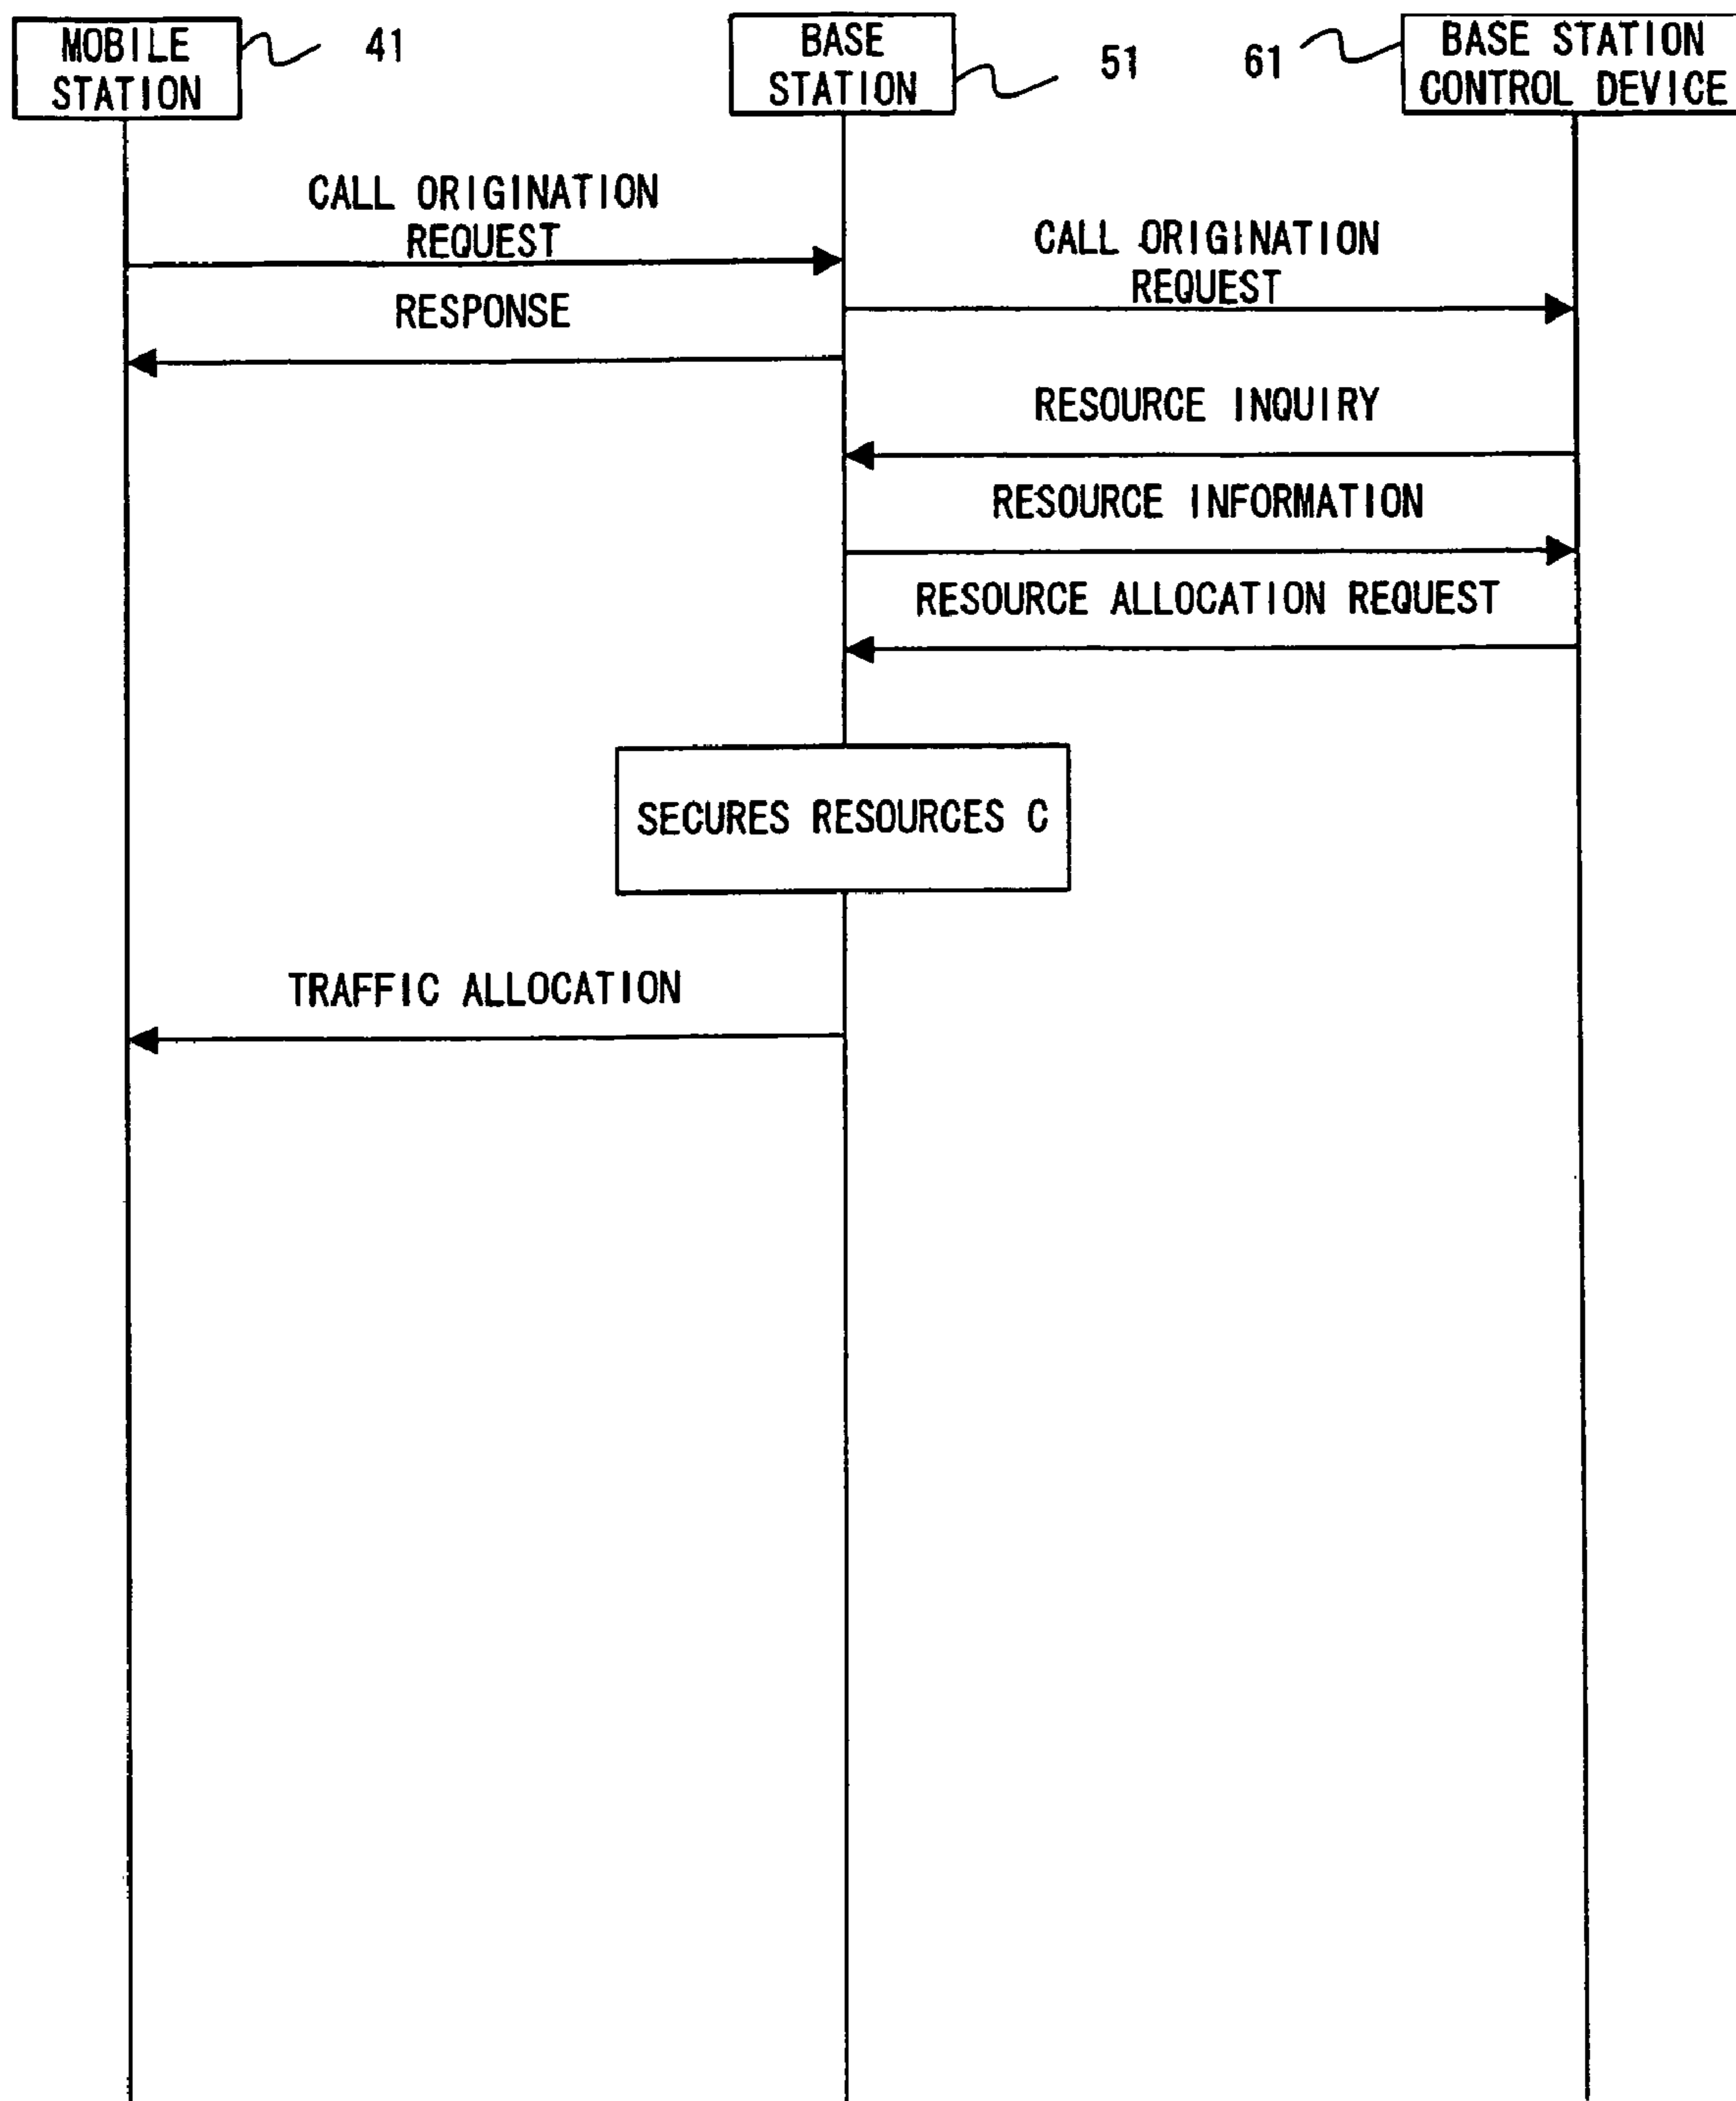 MOBILE
STATION
41
BASE
STATION
51
61
BASE STATION
CONTROL DEVICE
CALL ORIGINATION
REQUEST
CALL ORIGINATION
REQUEST
RESPONSE
RESOURCE INQUIRY
RESOURCE INFORMATION
RESOURCE ALLOCATION REQUEST
SECURES RESOURCES C
TRAFFIC ALLOCATION